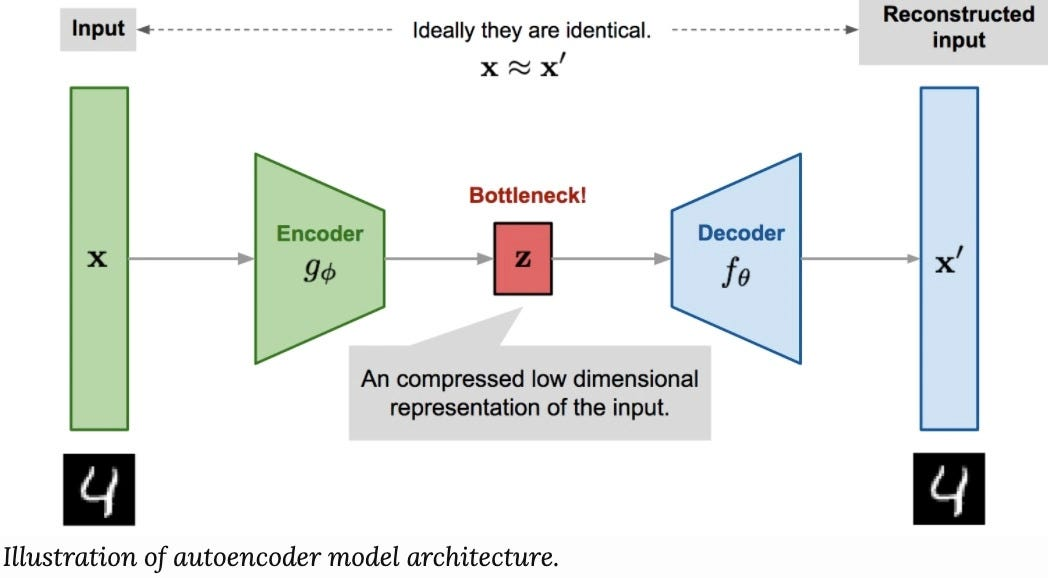 Input
Ideally they are identical.
x ≈ x′
Reconstructed
input
Bottleneck!
x
Encoder
gϕ
z
Decoder
fθ
x′
An compressed low dimensional
representation of the input.
4
4
Illustration of autoencoder model architecture.